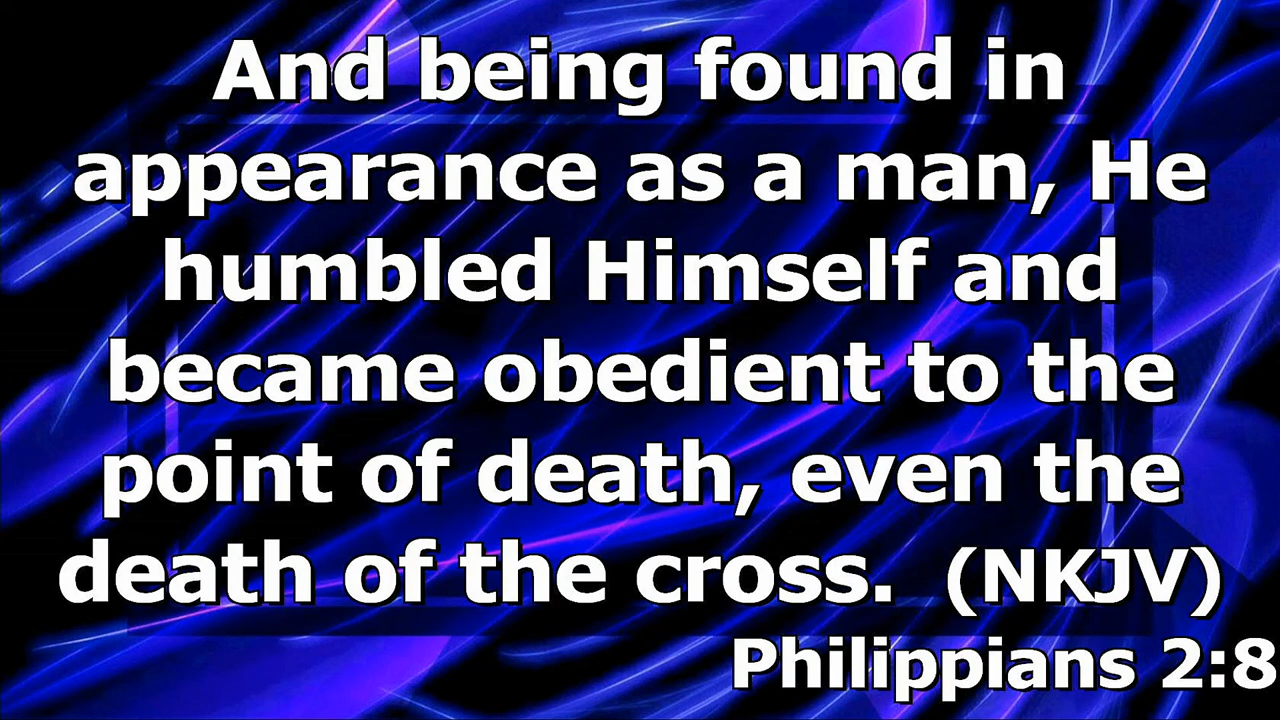 And being found in
appearance as a man, He
humbled Himself and
became obedient to the
point of death, even the
death of the cross.  (NKJV)
Philippians 2:8